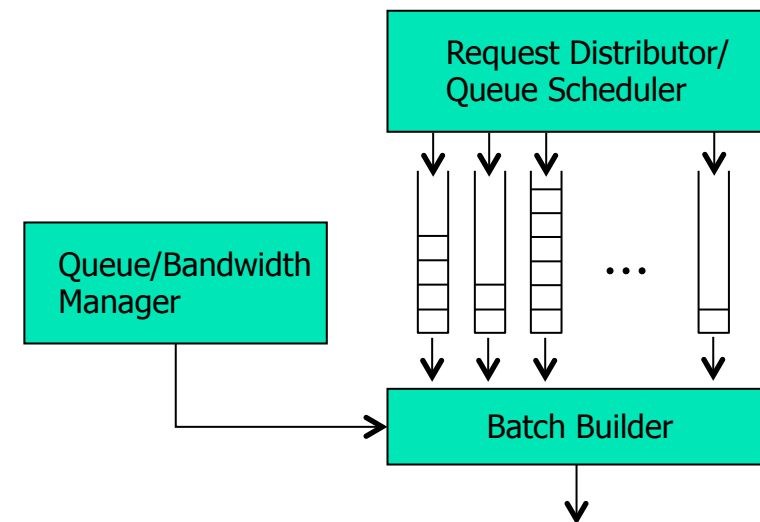 Request Distributor/
Queue Scheduler
Queue/Bandwidth
Manager
...
Batch Builder